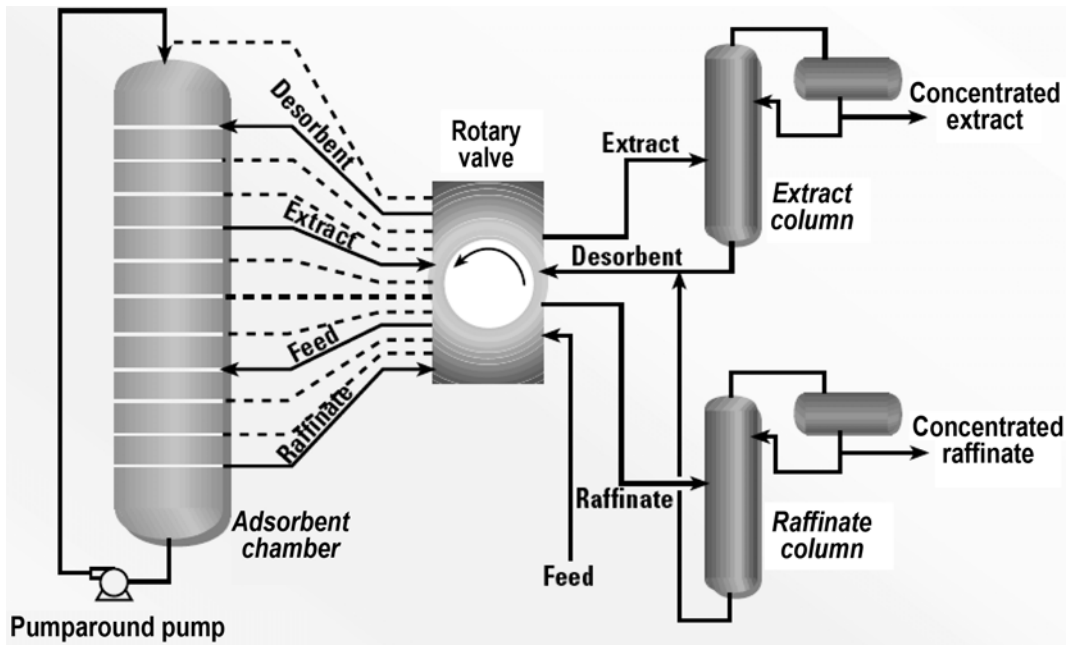 Desorbent
Rotary
valve
Extract
Concentrated
extract
Extract
column
Extract
Desorbent
Feed
Raffinate
Concentrated
raffinate
Raffinate
Raffinate
column
Adsorbent
chamber
Feed
Pumparound pump